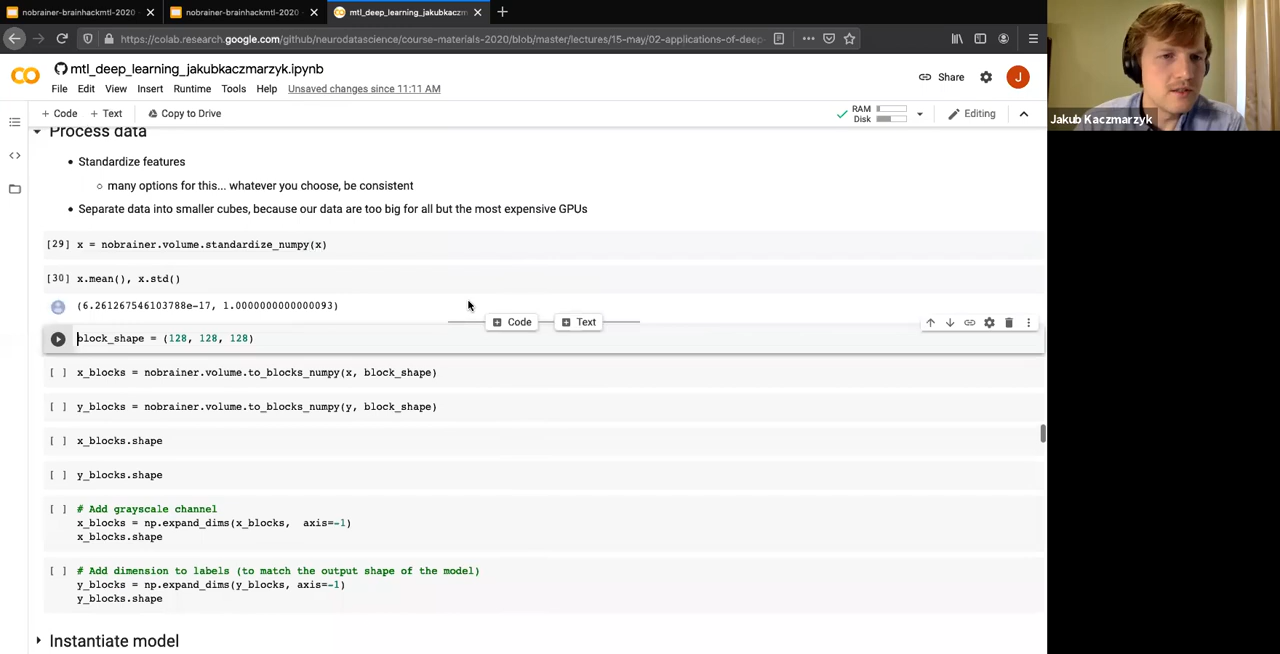 nobrainer-brainhackmtl-2020
nobrainer-brainhackmtl-2020
mtl_deep_learning_jakubkaczm
https://colab.research.google.com/github/neurodatascience/course-materials-2020/blob/master/lectures/15-may/02-applications-of-deep-
CO
mtl_deep_learning_jakubkaczmarzyk.ipynb
File Edit View Insert Runtime Tools Help Unsaved changes since 11:11 AM
Share
J
+ Code + Text Copy to Drive
RAM
Disk
Editing
Jakub Kaczmarzyk
Process data
Standardize features
many options for this... whatever you choose, be consistent
Separate data into smaller cubes, because our data are too big for all but the most expensive GPUs
[29] x = nobrainer.volume.standardize_numpy(x)
[30] x.mean(), x.std()
(6.261267546103788e-17, 1.0000000000000093)
Code Text
block_shape = (128, 128, 128)
[ ] x_blocks = nobrainer.volume.to_blocks_numpy(x, block_shape)
[ ] y_blocks = nobrainer.volume.to_blocks_numpy(y, block_shape)
[ ] x_blocks.shape
[ ] y_blocks.shape
[ ] # Add grayscale channel
x_blocks = np.expand_dims(x_blocks, axis=-1)
x_blocks.shape
[ ] # Add dimension to labels (to match the output shape of the model)
y_blocks = np.expand_dims(y_blocks, axis=-1)
y_blocks.shape
Instantiate model